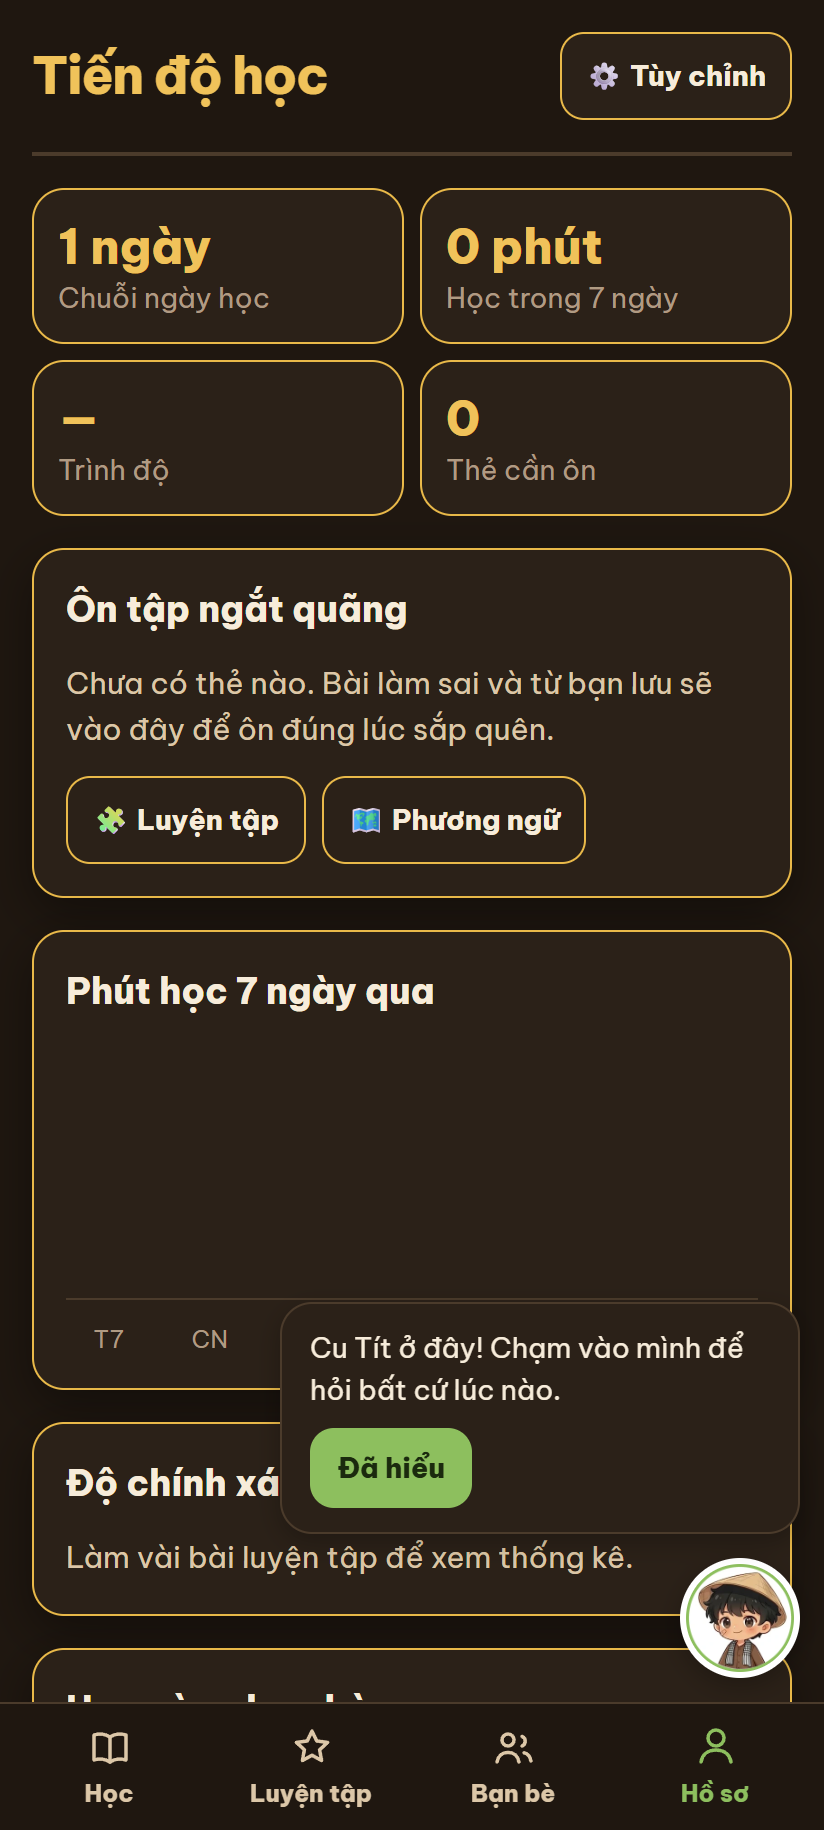 Tiến độ học
Tùy chỉnh
1 ngày
Chuỗi ngày học
0 phút
Học trong 7 ngày
–
Trình độ
0
Thẻ cần ôn
Ôn tập ngắt quãng
Chưa có thẻ nào. Bài làm sai và từ bạn lưu sẽ
vào đây để ôn đúng lúc sắp quên.
Luyện tập
Phương ngữ
Phút học 7 ngày qua
T7
CN
Cu Tít ở đây! Chạm vào mình để
hỏi bất cứ lúc nào.
Đã hiểu
Độ chính xá
Làm vài bài luyện tập để xem thống kê.
Học
Luyện tập
Bạn bè
Hồ sơ